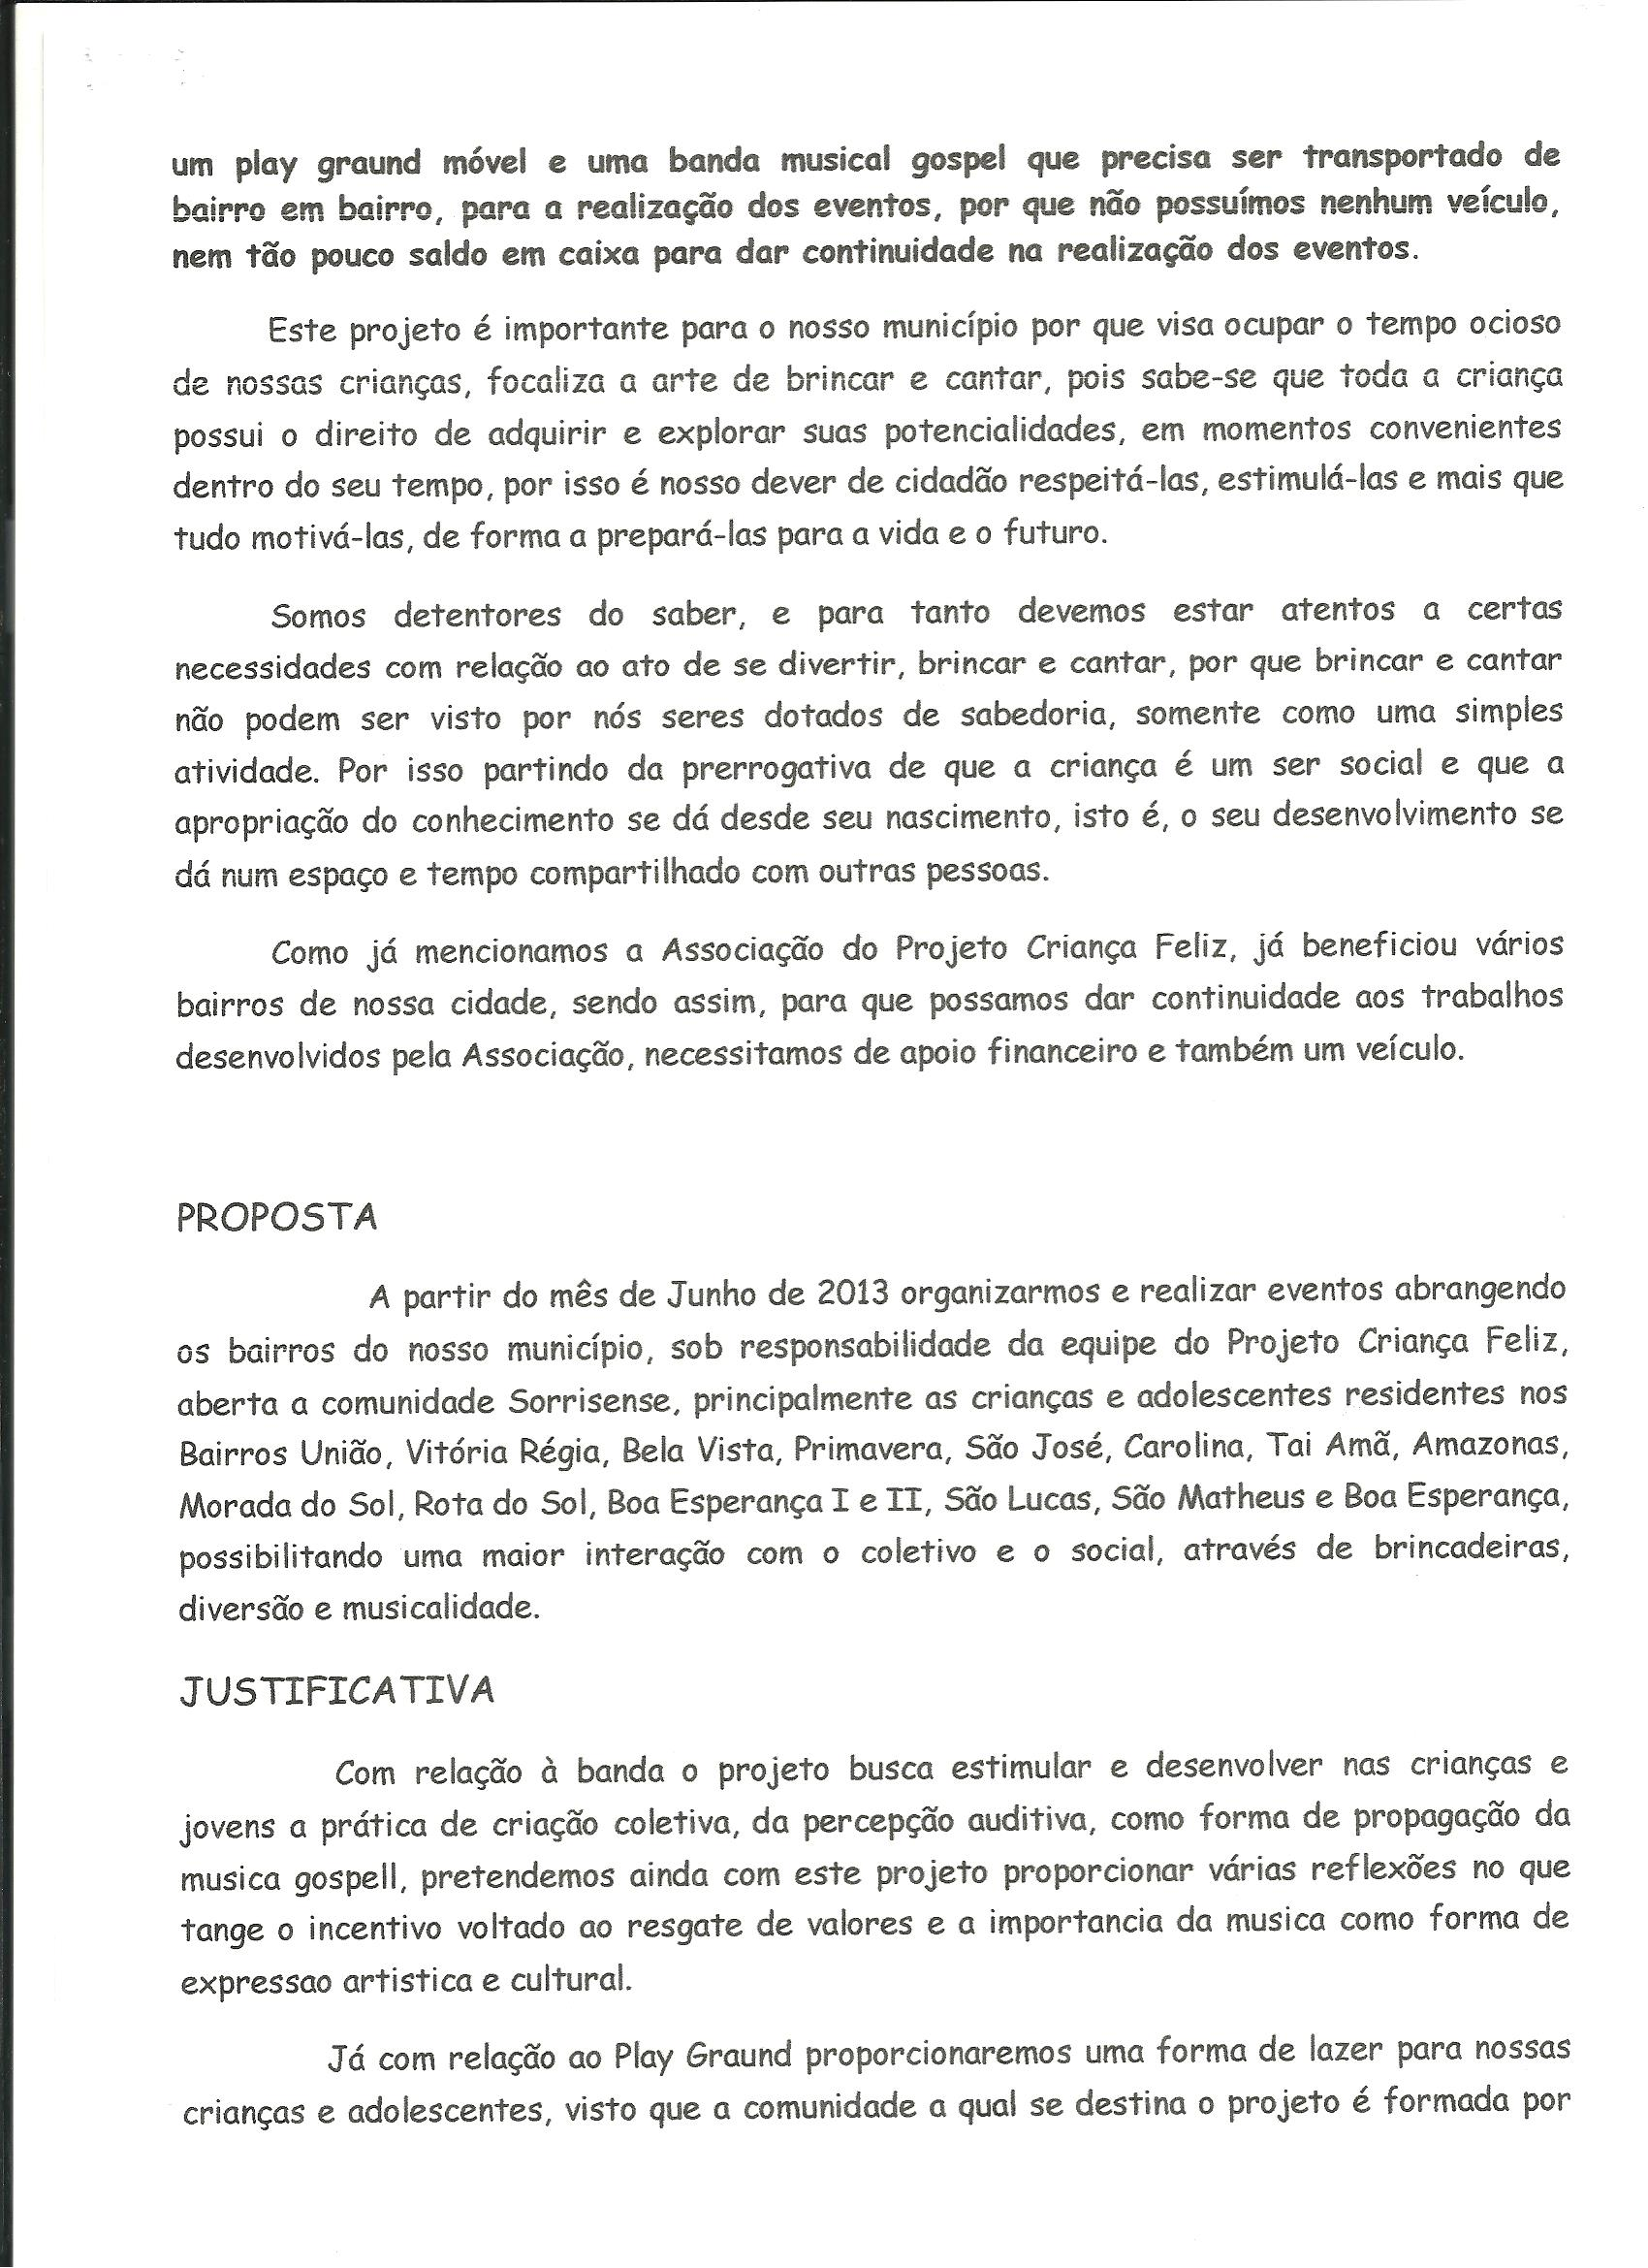 um play graund móvel e uma banda musical gospel que precisa ser transportado de
bairro em bairro, para a realização dos eventos, por que não possuímos nenhum veículo,
nem tão pouco saldo em caixa para dar continuidade na realização dos eventos.
Este projeto é importante para o nosso município por que visa ocupar o tempo ocioso
de nossas crianças, focaliza a arte de brincar e cantar, pois sabe-se que toda a criança
possui o direito de adquirir e explorar suas potencialidades, em momentos convenientes
dentro do seu tempo, por isso é nosso dever de cidadão respeitá-las, estimulá-las e mais que
tudo motivá-las, de forma a prepará-las para a vida e o futuro.
Somos detentores do saber, e para tanto devemos estar atentos a certas
necessidades com relação ao ato de se divertir, brincar e cantar, por que brincar e cantar
não podem ser visto por nós seres dotados de sabedoria, somente como uma simples
atividade. Por isso partindo da prerrogativa de que a criança é um ser social e que a
apropriação do conhecimento se dá desde seu nascimento, isto é, o seu desenvolvimento se
dá num espaço e tempo compartilhado com outras pessoas.
Como já mencionamos a Associação do Projeto Criança Feliz, já beneficiou vários
bairros de nossa cidade, sendo assim, para que possamos dar continuidade aos trabalhos
desenvolvidos pela Associação, necessitamos de apoio financeiro e também um veículo.
PROPOSTA
A partir do mês de Junho de 2013 organizarmos e realizar eventos abrangendo
os bairros do nosso município, sob responsabilidade da equipe do Projeto Criança Feliz,
aberta a comunidade Sorrisense, principalmente as crianças e adolescentes residentes nos
Bairros União, Vitória Régia, Bela Vista, Primavera, São José, Carolina, Tai Amã, Amazonas,
Morada do Sol, Rota do Sol, Boa Esperança I e II, São Lucas, São Matheus e Boa Esperança,
possibilitando uma maior interação com o coletivo e o social, através de brincadeiras,
diversão e musicalidade.
JUSTIFICATIVA
Com relação à banda o projeto busca estimular e desenvolver nas crianças e
jovens a prática de criação coletiva, da percepção auditiva, como forma de propagação da
musica gospell, pretendemos ainda com este projeto proporcionar várias reflexões no que
tange o incentivo voltado ao resgate de valores e a importancia da musica como forma de
expressao artistica e cultural.
Já com relação ao Play Graund proporcionaremos uma forma de lazer para nossas
crianças e adolescentes, visto que a comunidade a qual se destina o projeto é formada por